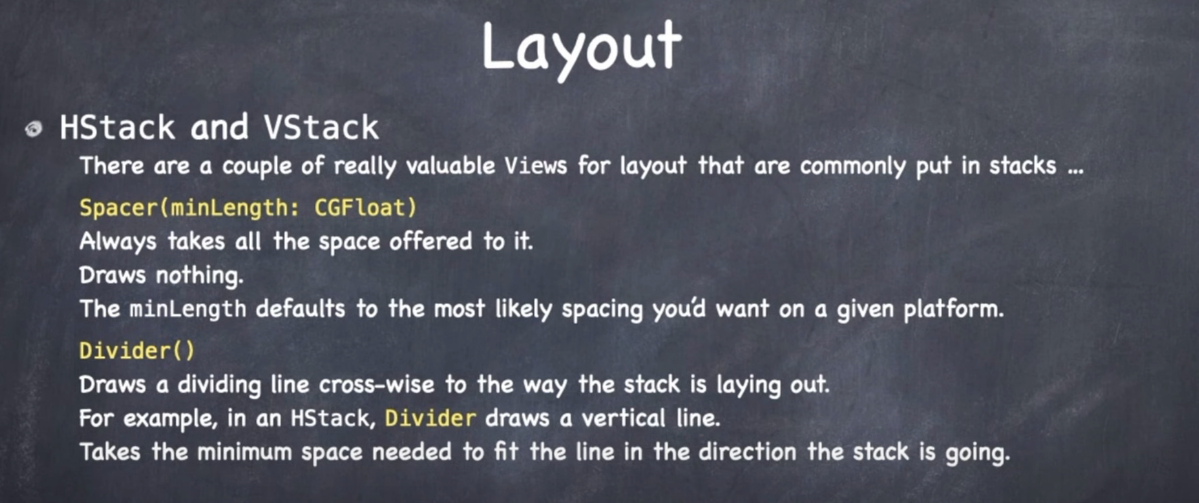 Layout
HStack and VStack
There are a couple of really valuable Views for layout that are commonly put in stacks ...
Spacer(minLength: CGFloat)
Always takes all the space offered to it.
Draws nothing.
The minLength defaults to the most likely spacing you'd want on a given platform.
Divider()
Draws a dividing line cross-wise to the way the stack is laying out.
For example, in an HStack, Divider draws a vertical line.
Takes the minimum space needed to fit the line in the direction the stack is going.